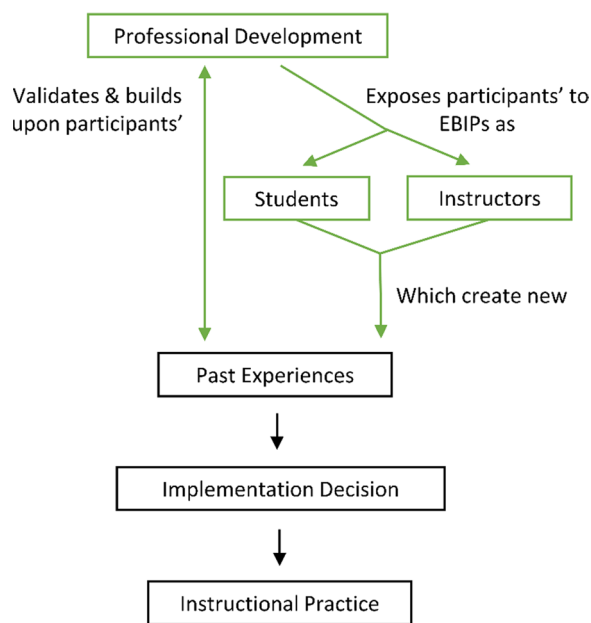 Professional Development
Validates & builds
upon participants’
Exposes participants’ to
EBIPs as
Students
Instructors
Which create new
Past Experiences
Implementation Decision
Instructional Practice